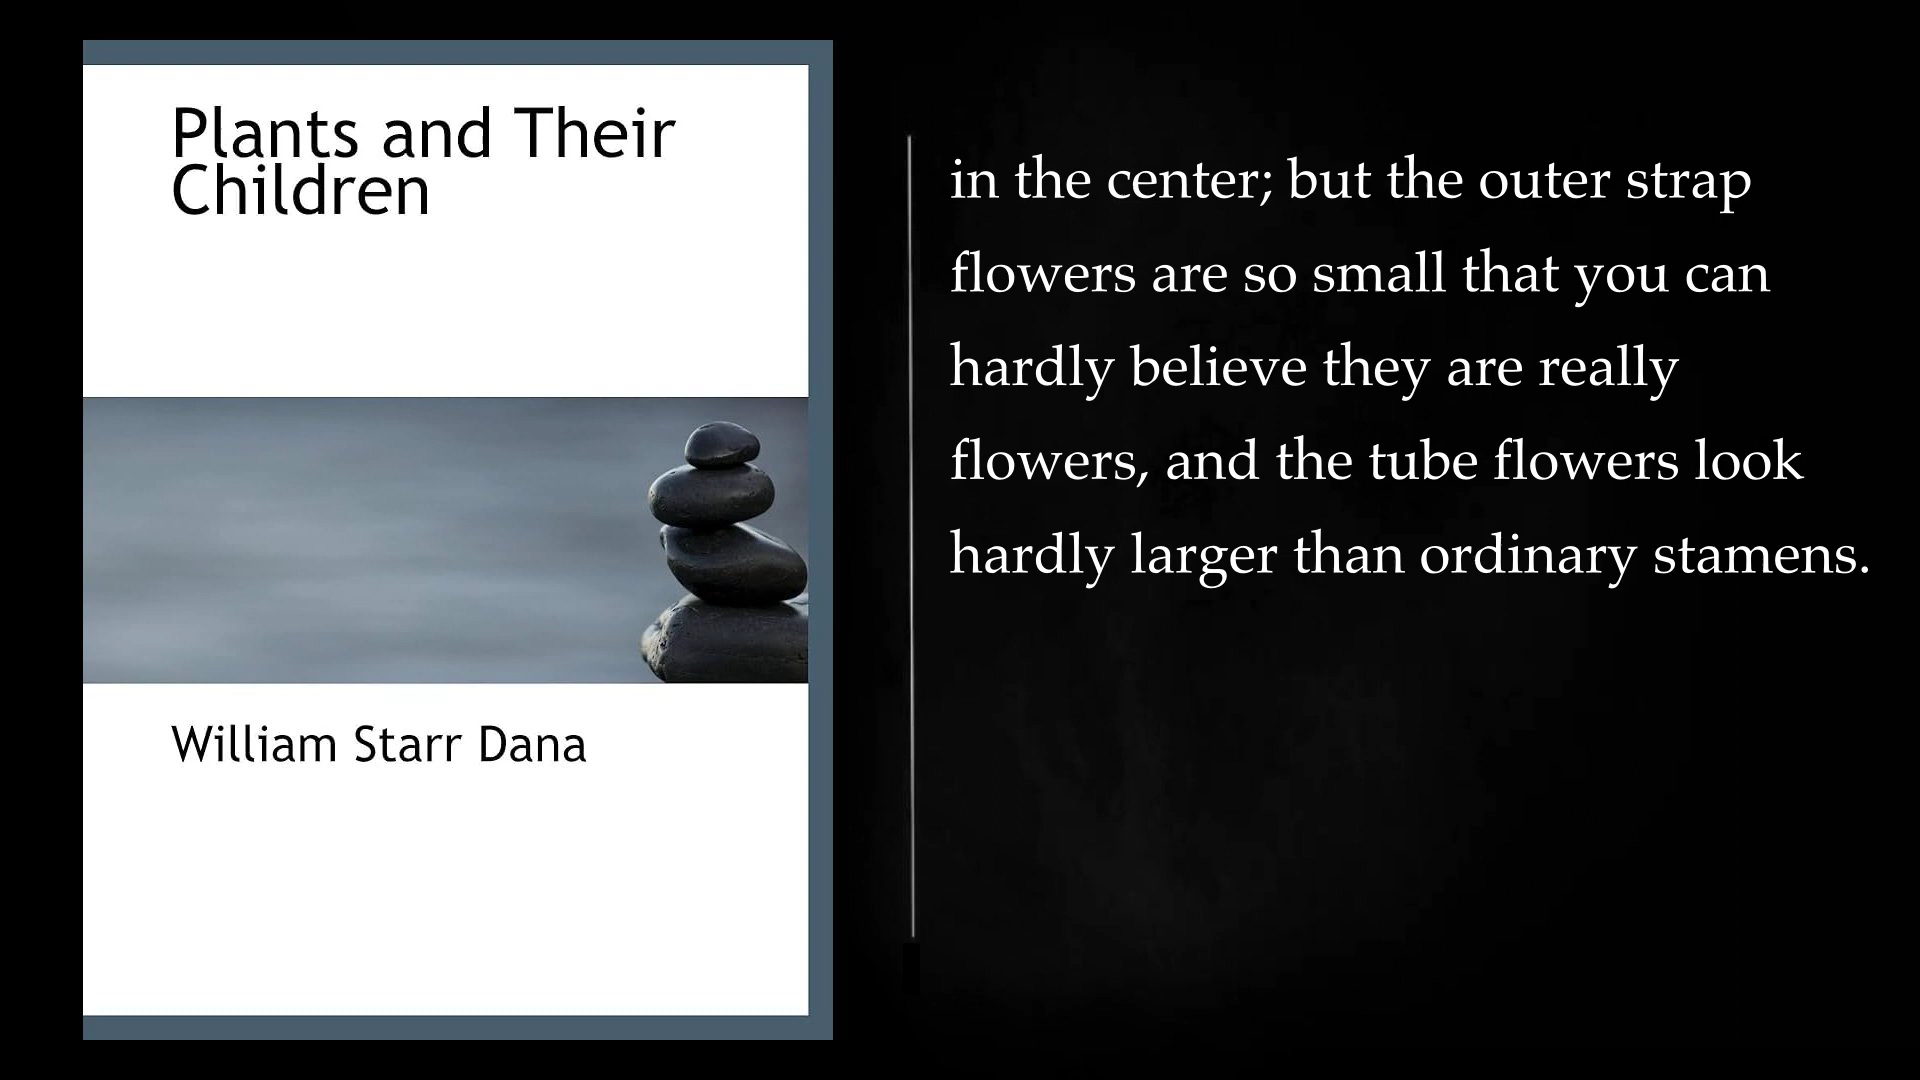 Plants and Their
Children
William Starr Dana
in the center; but the outer strap
flowers are so small that you can
hardly believe they are really
flowers, and the tube flowers look
hardly larger than ordinary stamens.